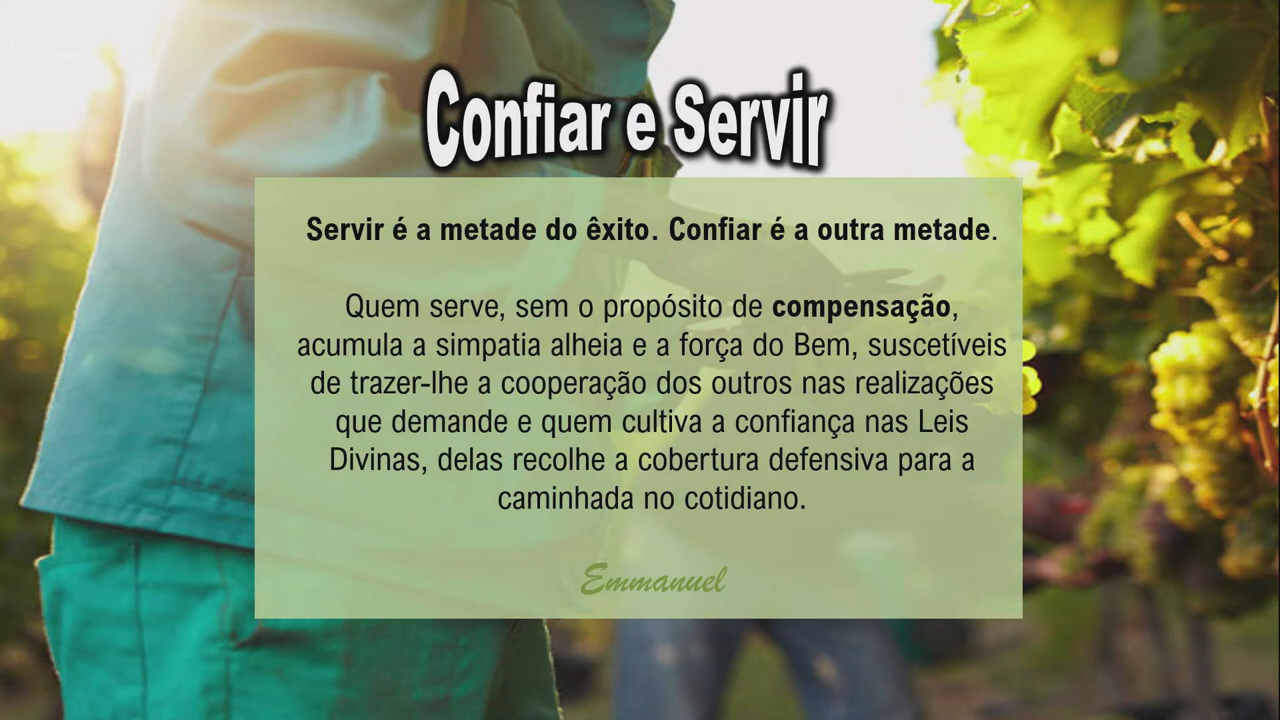 Confiar e Servir
Servir é a metade do êxito. Confiar é a outra metade.
Quem serve, sem o propósito de compensação,
acumula a simpatia alheia e a força do Bem, suscetíveis
de trazer-lhe a cooperação dos outros nas realizações
que demande e quem cultiva a confiança nas Leis
Divinas, delas recolhe a cobertura defensiva para a
caminhada no cotidiano.
Emmanuel